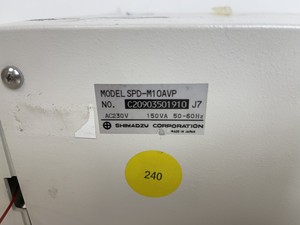 MODEL SPD-M10AVP
NO. C20903501910 J7
AC230V 150VA 50-60Hz
SHIMADZU CORPORATION
MADE IN JAPAN
240